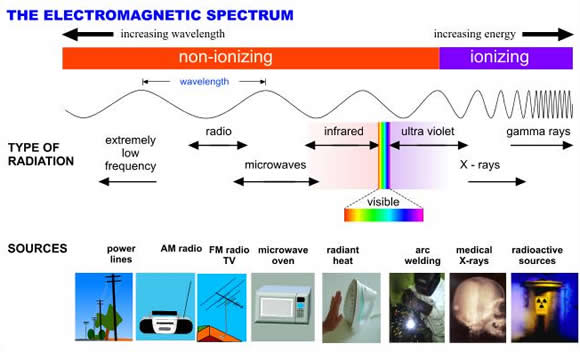 THE ELECTROMAGNETIC SPECTRUM
increasing wavelength
increasing energy
non-ionizing
ionizing
wavelength
TYPE OF
RADIATION
extremely
low
frequency
radio
microwaves
infrared
visible
ultra violet
X - rays
gamma rays
SOURCES
power
lines
AM radio
FM radio
TV
microwave
oven
radiant
heat
arc
welding
medical
X-rays
radioactive
sources